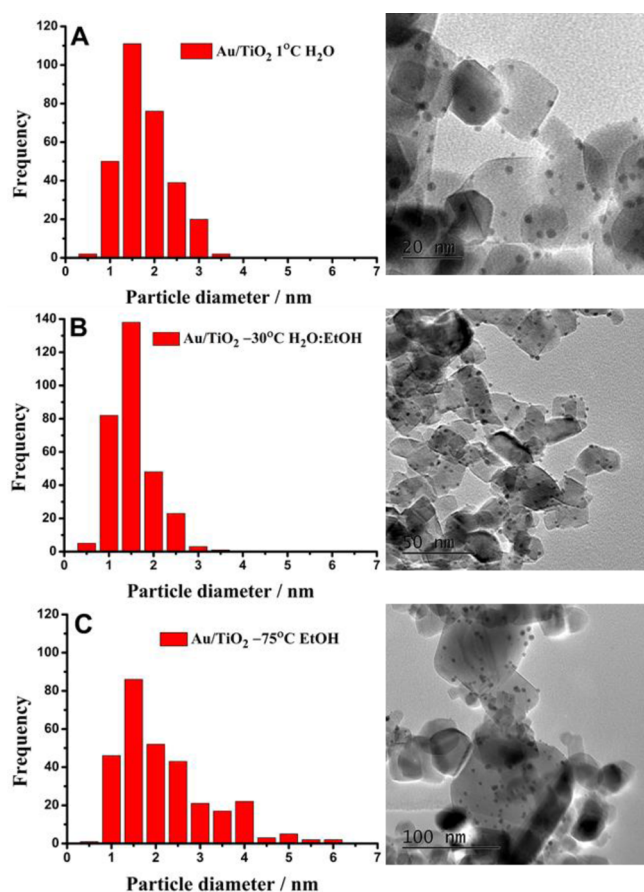 A
Au/TiO₂ 1°C H₂O
Frequency
120
100
80
60
40
20
0
0 1 2 3 4 5 6 7
Particle diameter / nm
20 nm
B
Au/TiO₂ −30°C H₂O:EtOH
Frequency
140
120
100
80
60
40
20
0
0 1 2 3 4 5 6 7
Particle diameter / nm
50 nm
C
Au/TiO₂ −75°C EtOH
Frequency
120
100
80
60
40
20
0
0 1 2 3 4 5 6 7
Particle diameter / nm
100 nm